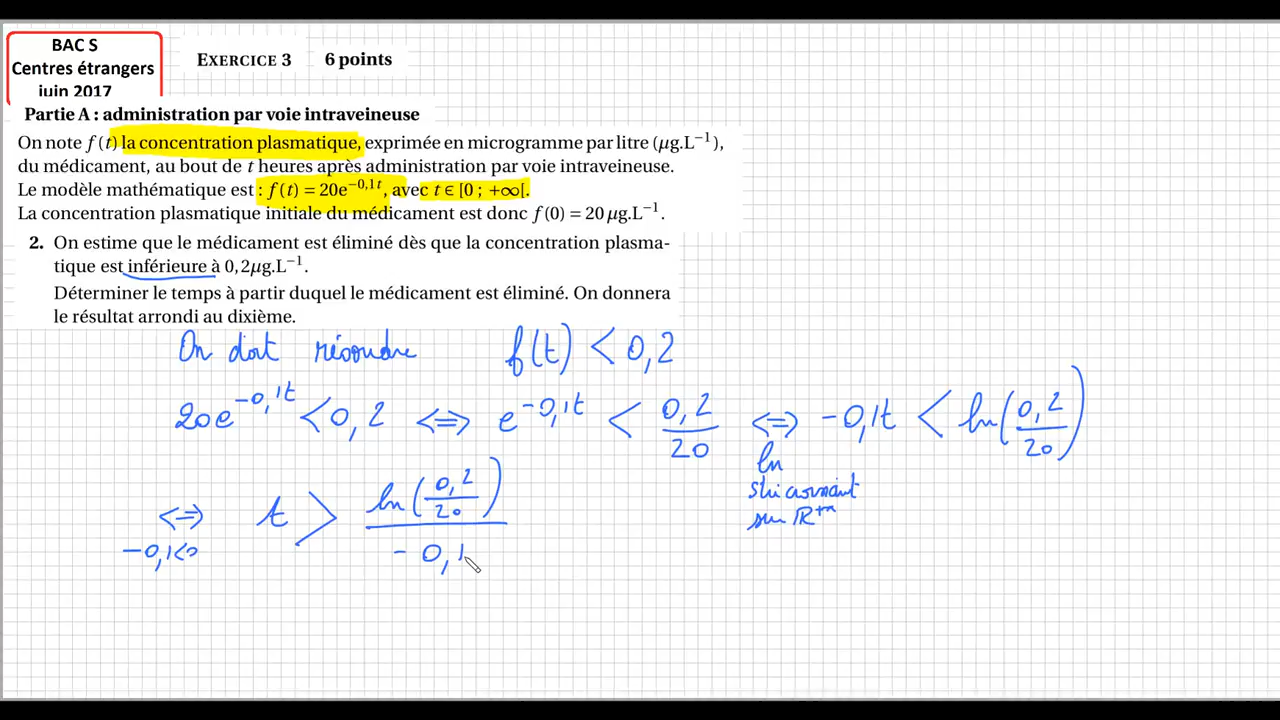 BAC S
Centres étrangers
juin 2017
EXERCICE 3 6 points
Partie A : administration par voie intraveineuse
On note f(t) la concentration plasmatique, exprimée en microgramme par litre (µg.L⁻¹),
du médicament, au bout de t heures après administration par voie intraveineuse.
Le modèle mathématique est : f(t) = 20e^{−0,1t}, avec t ∈ [0 ; +∞[.
La concentration plasmatique initiale du médicament est donc f(0) = 20 µg.L⁻¹.
2. On estime que le médicament est éliminé dès que la concentration plasma-
tique est inférieure à 0,2µg.L⁻¹.
Déterminer le temps à partir duquel le médicament est éliminé. On donnera
le résultat arrondi au dixième.
On doit résoudre f(t) < 0,2
20e^{-0,1t} < 0,2 <=> e^{-0,1t} < 0,2/20 <=> -0,1t < ln(0,2/20)
ln
sur R⁺*
<=> t > ln(0,2/20)/-0,1
-0,1<0